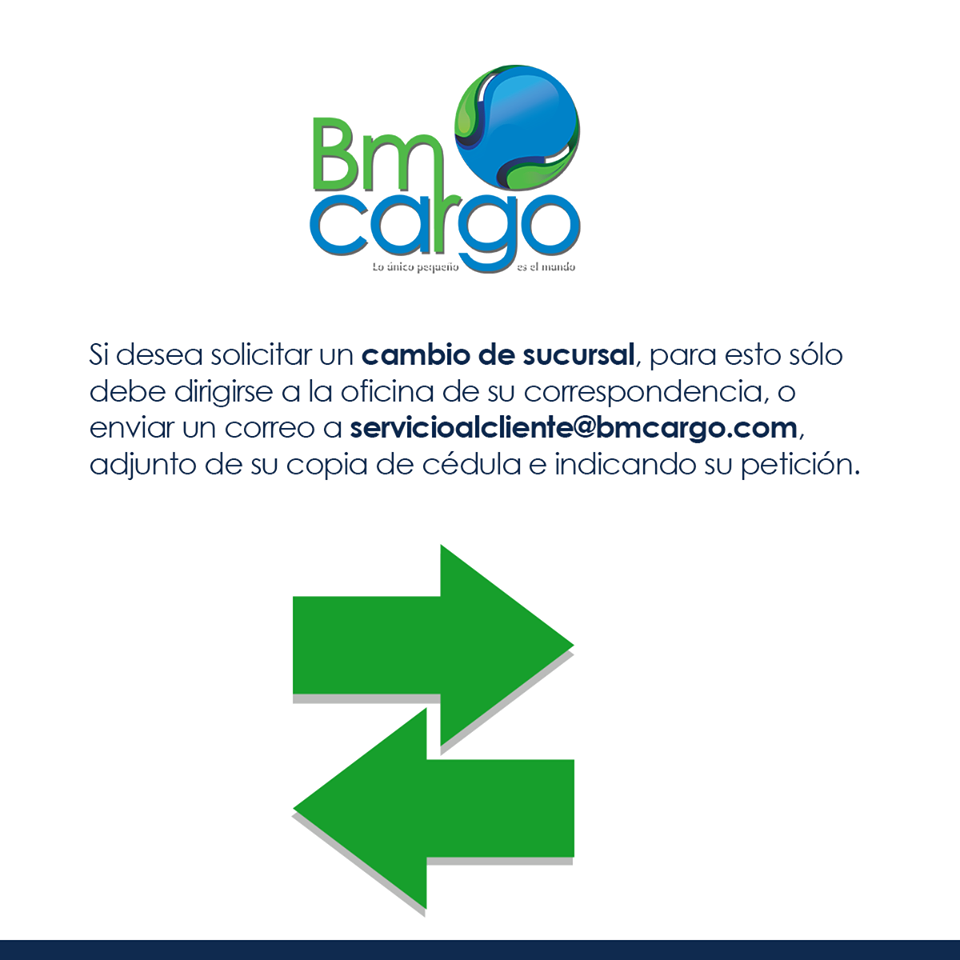 Bm
cargo
Lo único pequeño es el mundo
Si desea solicitar un cambio de sucursal, para esto sólo
debe dirigirse a la oficina de su correspondencia, o
enviar un correo a servicioalcliente@bmcargo.com,
adjunto de su copia de cédula e indicando su petición.